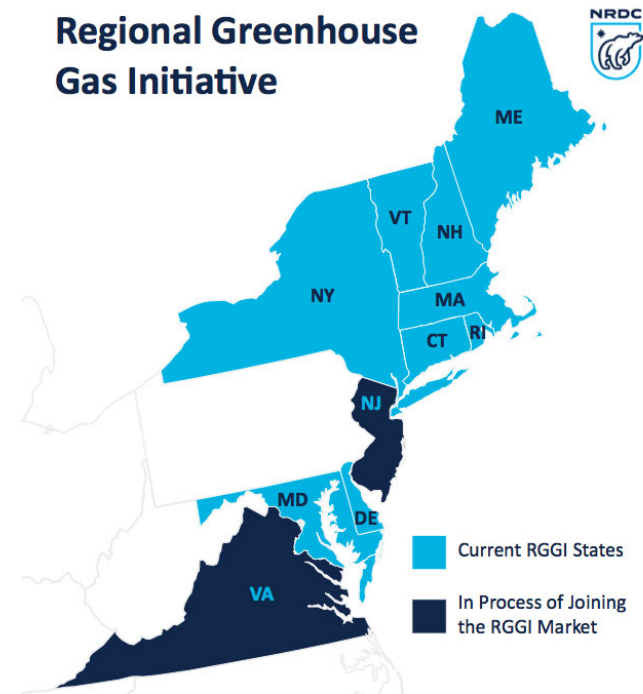 Regional Greenhouse
Gas Initiative
NRDC
ME
VT
NH
NY
MA
CT
RI
NJ
MD
DE
VA
Current RGGI States
In Process of Joining
the RGGI Market